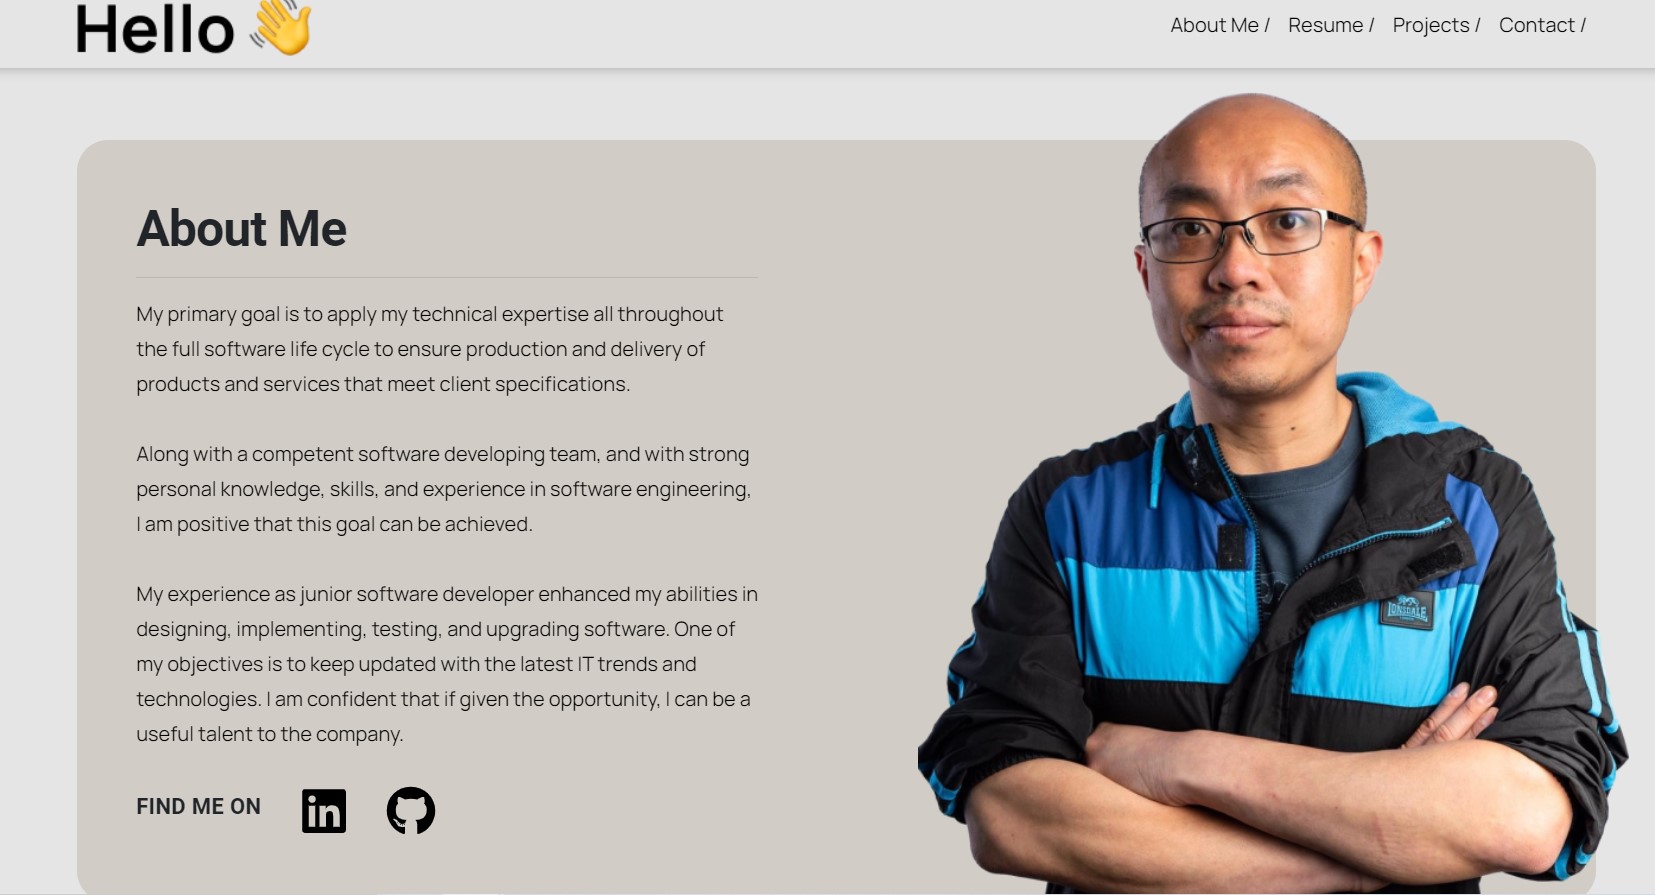 Hello 👋
About Me / Resume / Projects / Contact /
About Me
My primary goal is to apply my technical expertise all throughout
the full software life cycle to ensure production and delivery of
products and services that meet client specifications.
Along with a competent software developing team, and with strong
personal knowledge, skills, and experience in software engineering,
I am positive that this goal can be achieved.
My experience as junior software developer enhanced my abilities in
designing, implementing, testing, and upgrading software. One of
my objectives is to keep updated with the latest IT trends and
technologies. I am confident that if given the opportunity, I can be a
useful talent to the company.
FIND ME ON
in
LONSDALE